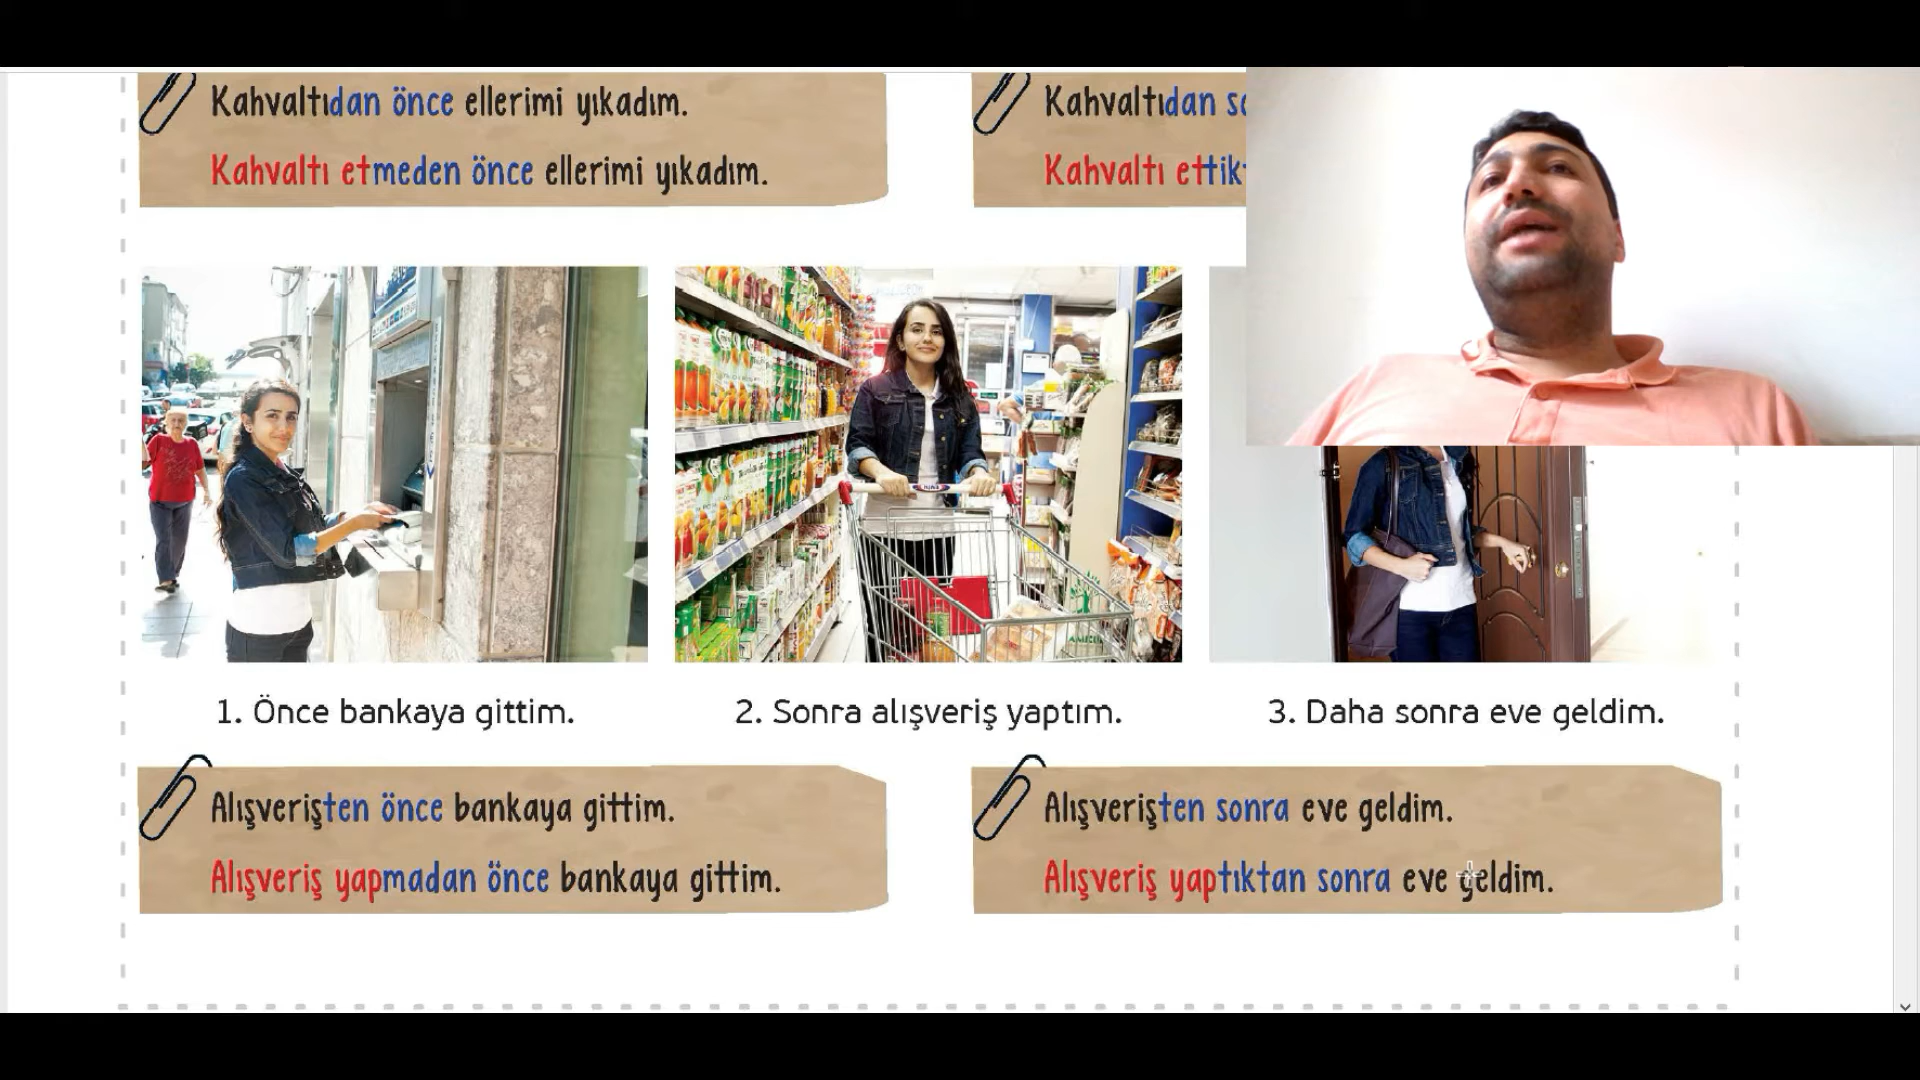 Kahvaltıdan önce ellerimi yıkadım.
Kahvaltı etmeden önce ellerimi yıkadım.
Kahvaltıdan
Kahvaltı
1. Önce bankaya gittim.
2. Sonra alışveriş yaptım.
3. Daha sonra eve geldim.
Alışverişten önce bankaya gittim.
Alışveriş yapmadan önce bankaya gittim.
Alışverişten sonra eve geldim.
Alışveriş yaptıktan sonra eve geldim.